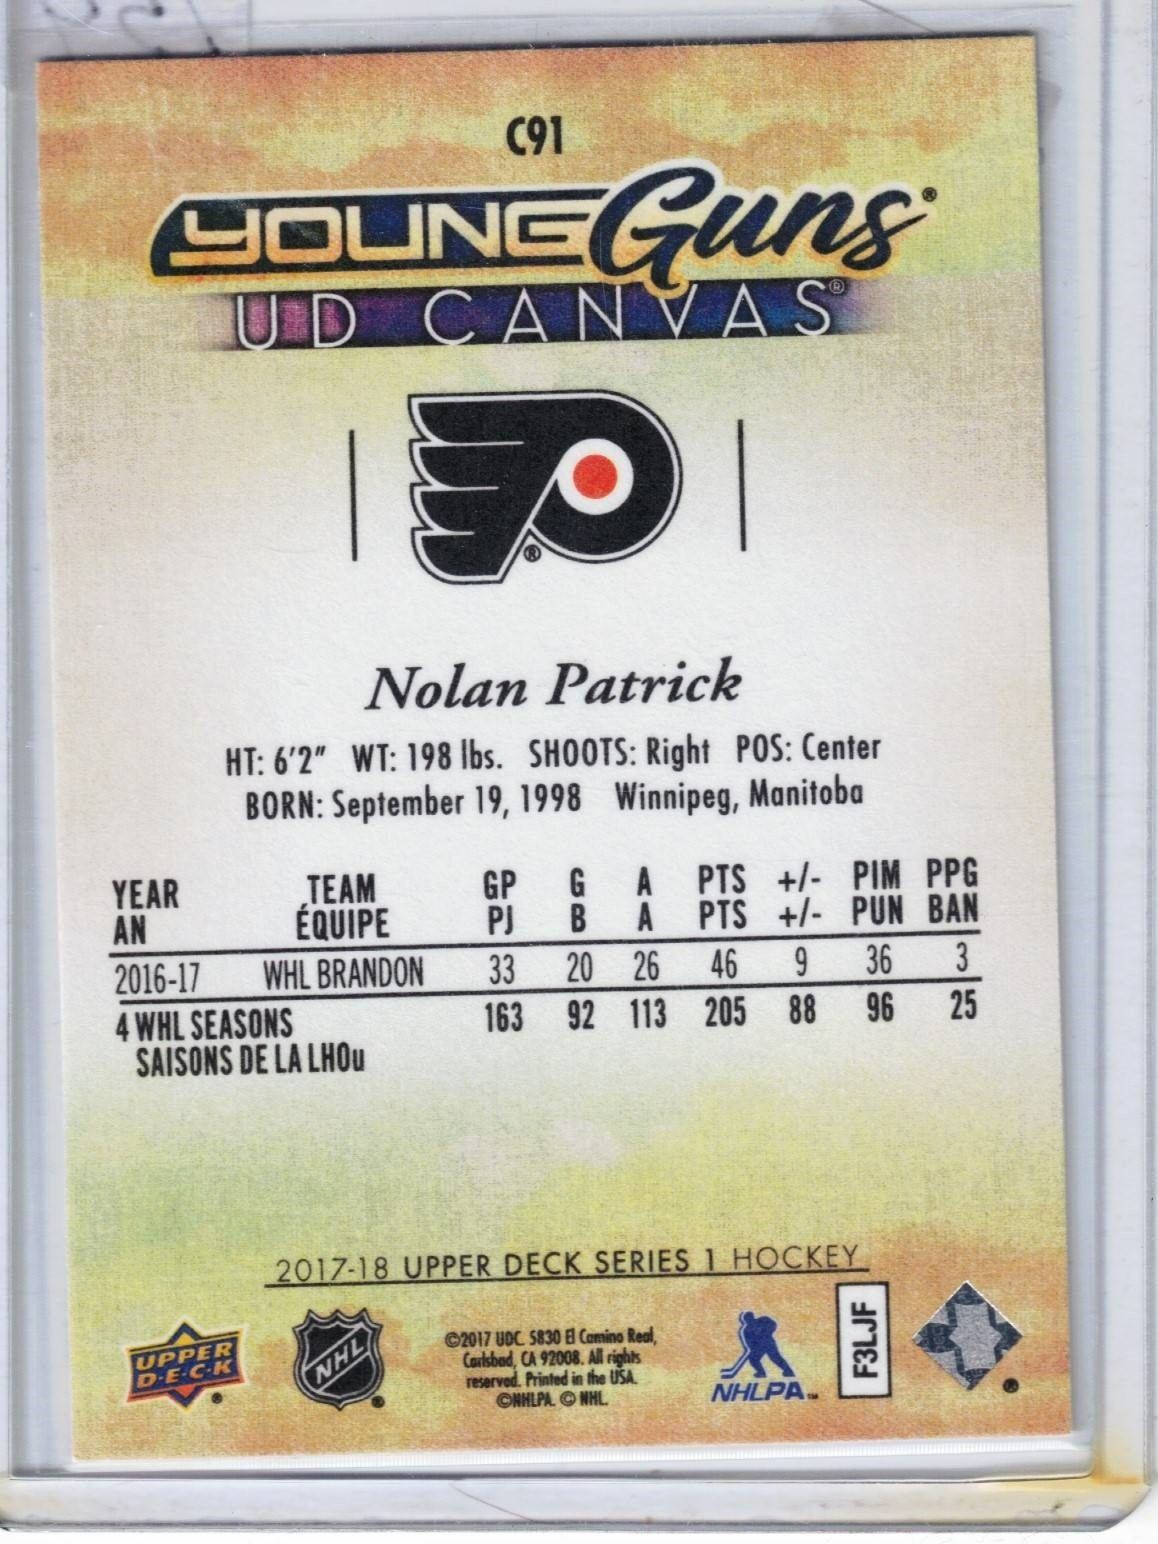 C91
YOUNG Guns®
UD CANVAS®
®
Nolan Patrick
HT: 6'2" WT: 198 lbs. SHOOTS: Right POS: Center
BORN: September 19, 1998 Winnipeg, Manitoba
YEAR TEAM GP G A PTS +/- PIM PPG
AN ÉQUIPE PJ B A PTS +/- PUN BAN
2016-17 WHL BRANDON 33 20 26 46 9 36 3
4 WHL SEASONS 163 92 113 205 88 96 25
SAISONS DE LA LHOu
2017-18 UPPER DECK SERIES 1 HOCKEY
UPPER
D·E·C·K
®
NHL
®
©2017 UDC. 5830 El Camino Real,
Carlsbad, CA 92008. All rights
reserved. Printed in the USA.
©NHLPA. © NHL.
NHLPA™
F3LJF
®